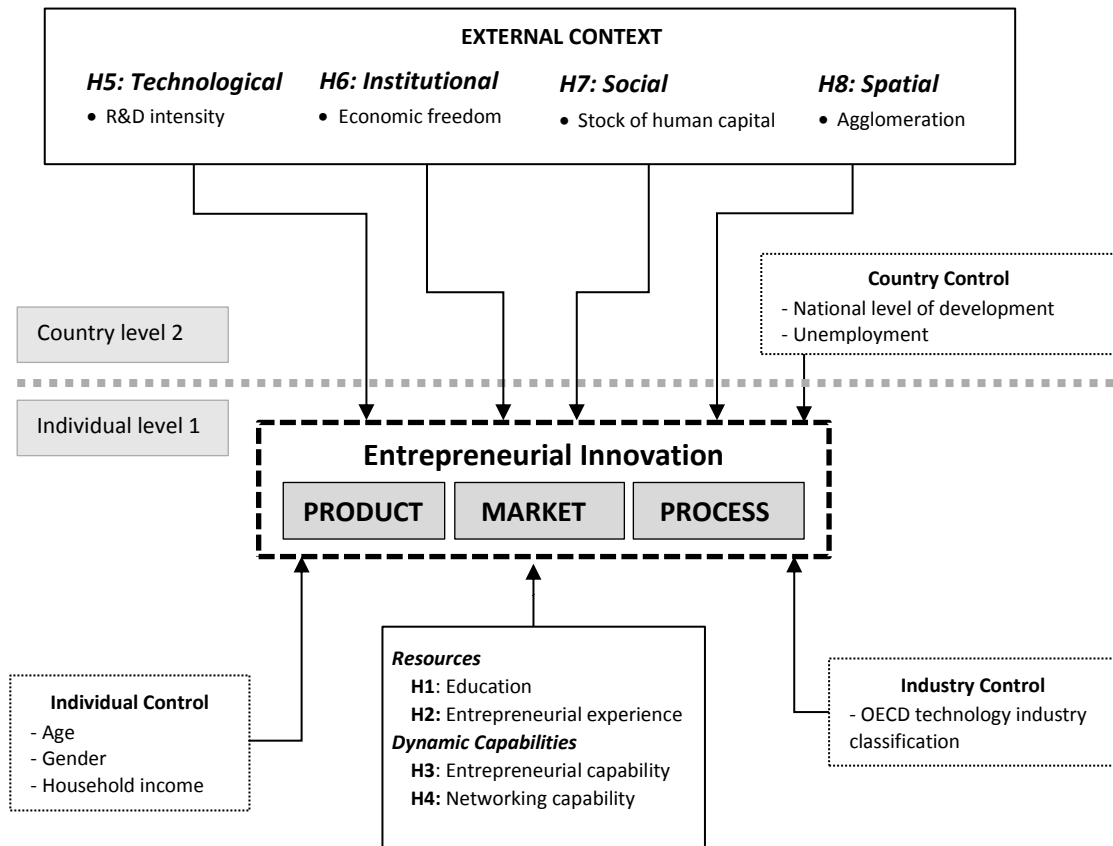 EXTERNAL CONTEXT
H5: Technological
• R&D intensity
H6: Institutional
• Economic freedom
H7: Social
• Stock of human capital
H8: Spatial
• Agglomeration
Country Control
- National level of development
- Unemployment
Country level 2
Individual level 1
Entrepreneurial Innovation
PRODUCT
MARKET
PROCESS
Individual Control
- Age
- Gender
- Household income
Resources
H1: Education
H2: Entrepreneurial experience
Dynamic Capabilities
H3: Entrepreneurial capability
H4: Networking capability
Industry Control
- OECD technology industry
classification